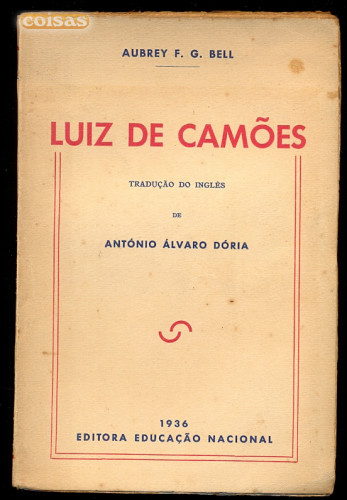 coisas
AUBREY F. G. BELL
LUIZ DE CAMÕES
TRADUÇÃO DO INGLÊS
DE
ANTÓNIO ÁLVARO DÓRIA
1936
EDITORA EDUCAÇÃO NACIONAL